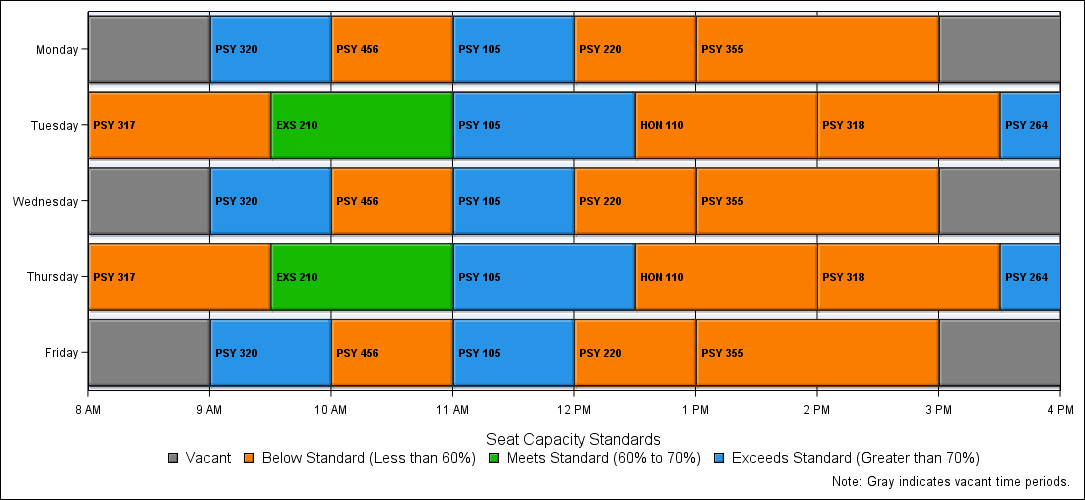 Monday
PSY 320
PSY 456
PSY 105
PSY 220
PSY 355
Tuesday
PSY 317
EXS 210
PSY 105
HON 110
PSY 318
PSY 264
Wednesday
PSY 320
PSY 456
PSY 105
PSY 220
PSY 355
Thursday
PSY 317
EXS 210
PSY 105
HON 110
PSY 318
PSY 264
Friday
PSY 320
PSY 456
PSY 105
PSY 220
PSY 355
8 AM 9 AM 10 AM 11 AM 12 PM 1 PM 2 PM 3 PM 4 PM
Seat Capacity Standards
Vacant Below Standard (Less than 60%) Meets Standard (60% to 70%) Exceeds Standard (Greater than 70%)
Note: Gray indicates vacant time periods.